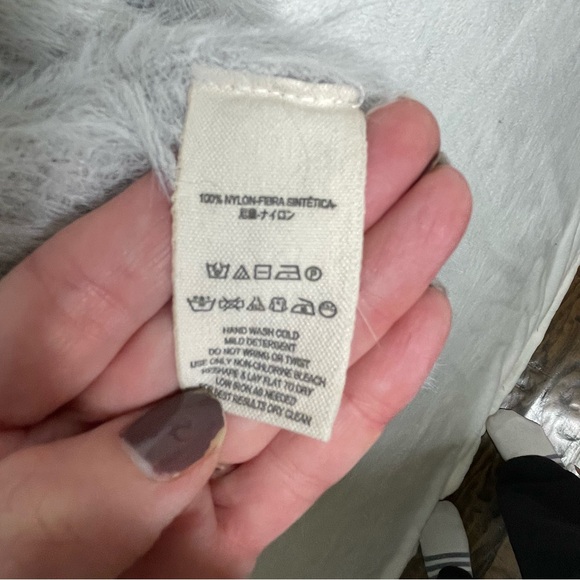 100% NYLON-FIBRA SINTÉTICA-
尼龍-ナイロン
HAND WASH COLD
MILD DETERGENT
DO NOT WRING OR TWIST
USE ONLY NON-CHLORINE BLEACH
RESHAPE & LAY FLAT TO DRY
LOW IRON AS NEEDED
BEST RESULTS DRY CLEAN